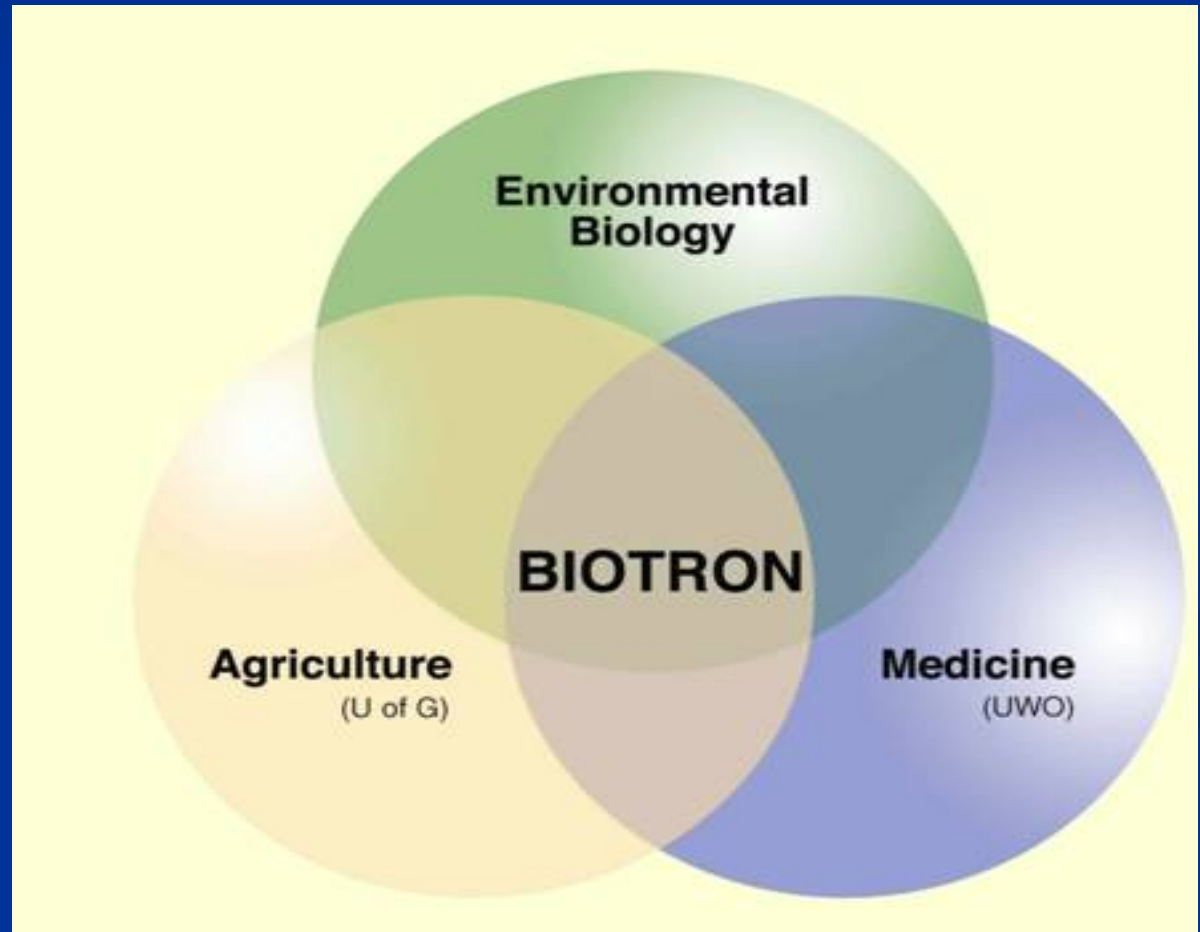 Environmental
Biology
BIOTRON
Agriculture
(U of G)
Medicine
(UWO)